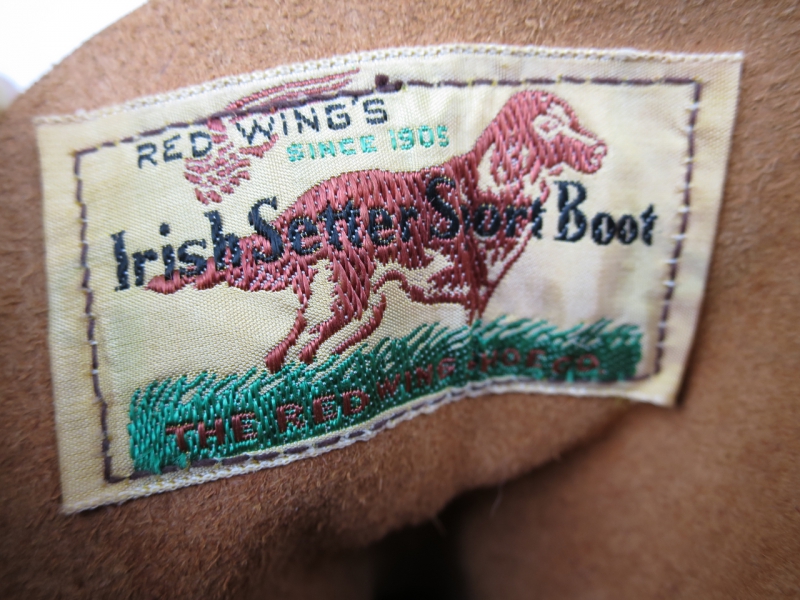 RED WING'S
SINCE 1905
Irish Setter Sport Boot
THE RED WING SHOE CO.